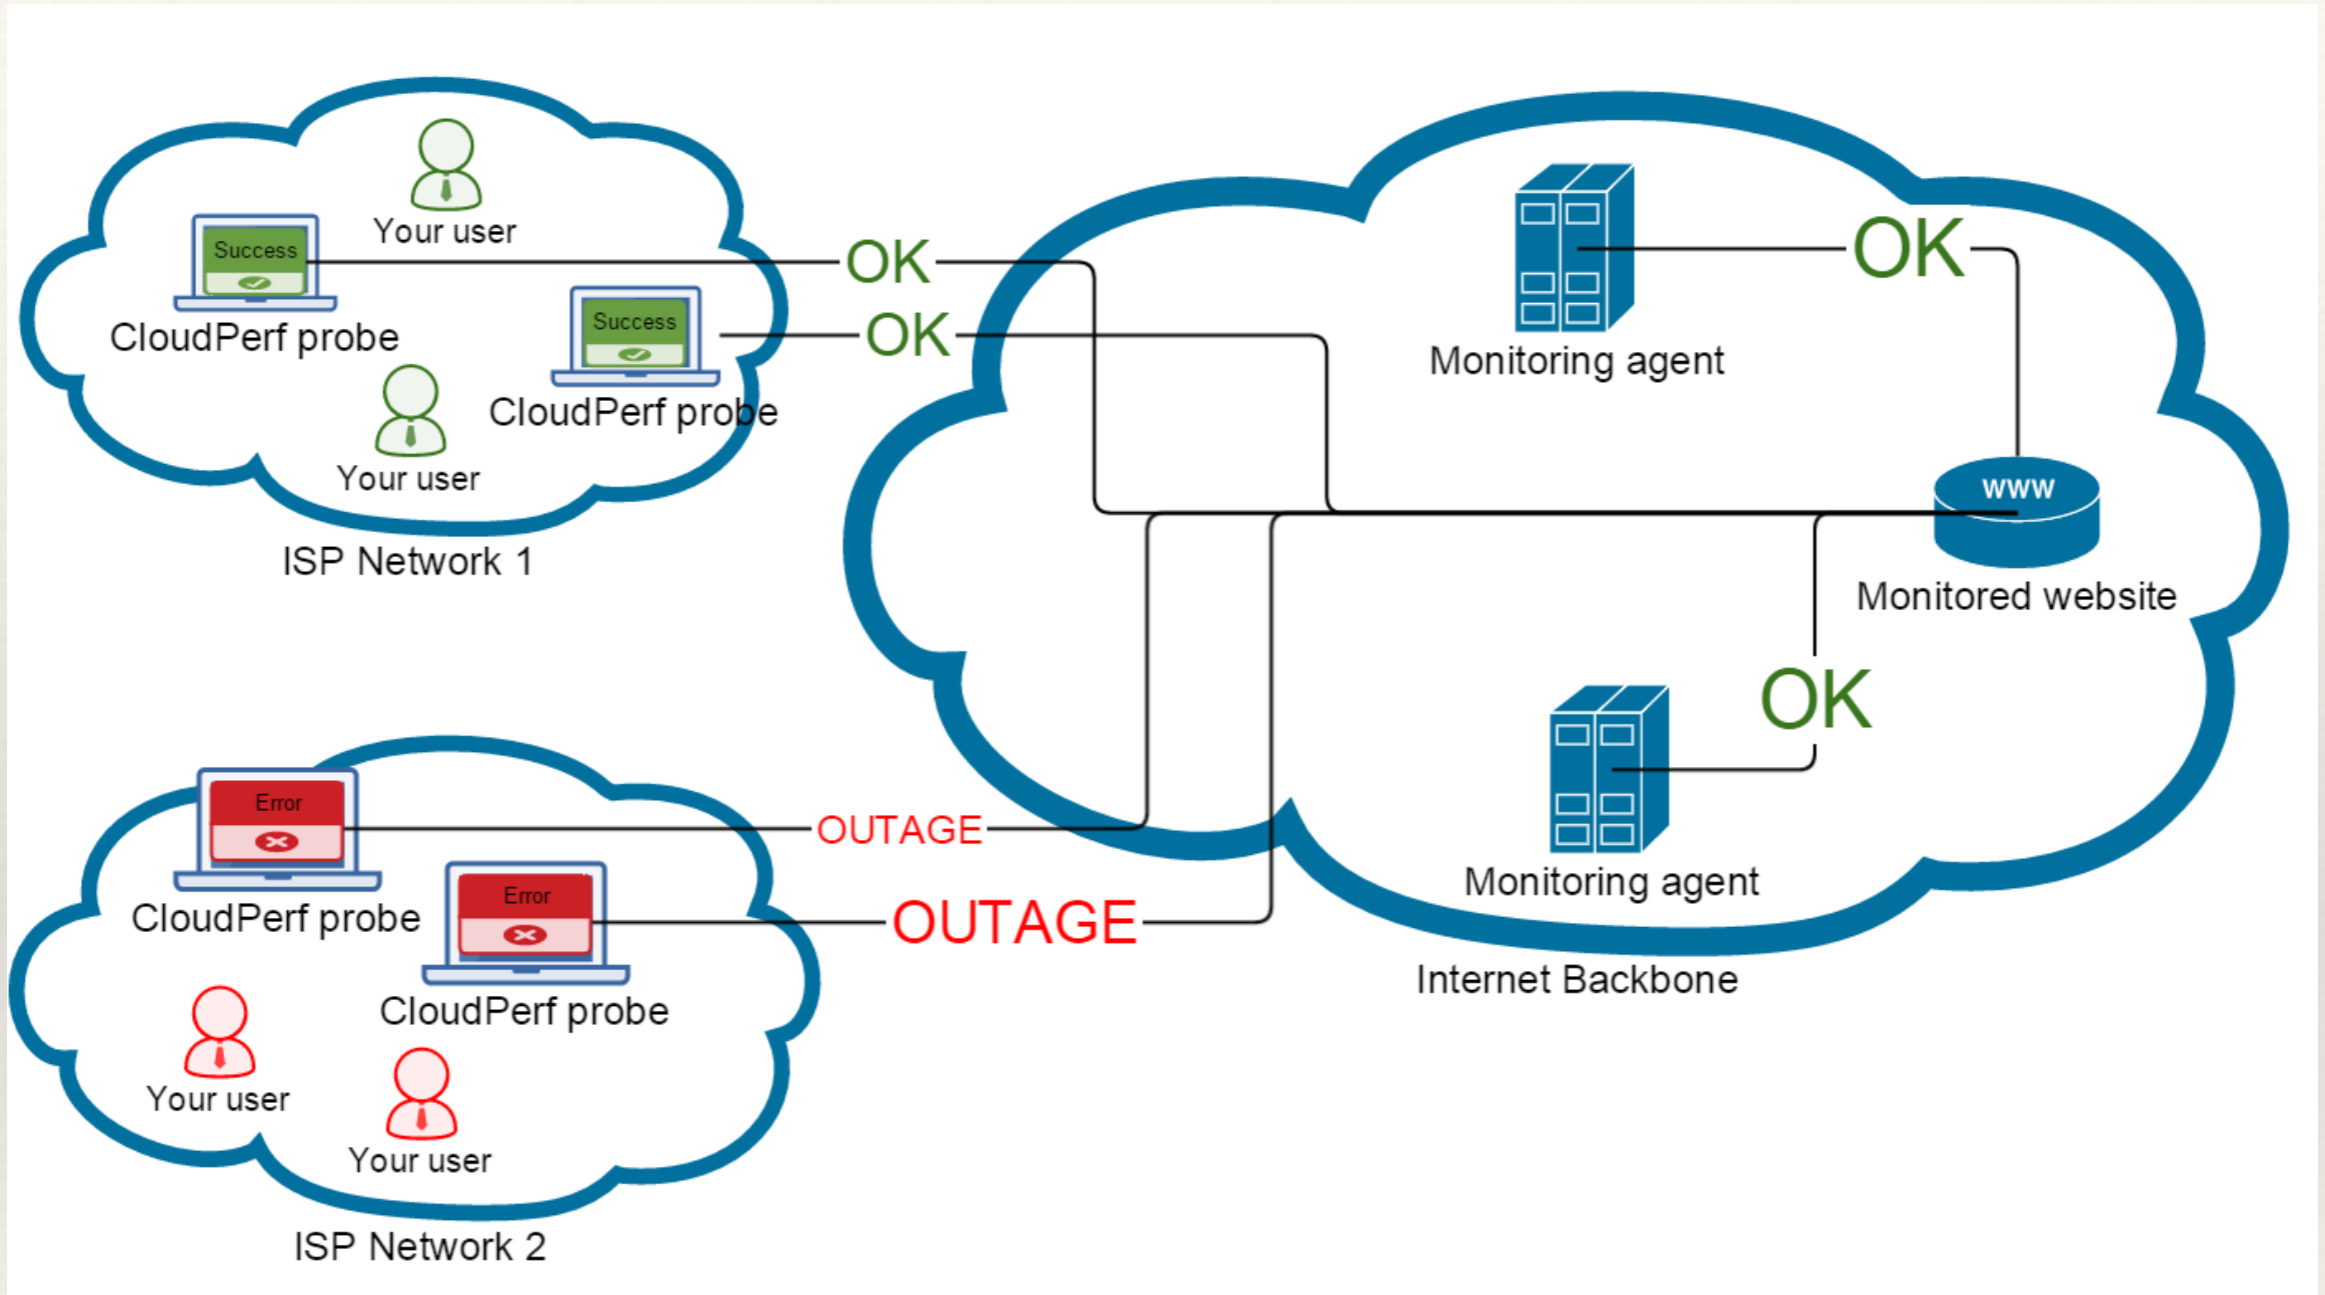 Your user
Success
CloudPerf probe
Success
CloudPerf probe
Your user
ISP Network 1
OK
OK
Monitoring agent
OK
www
Monitored website
OK
Monitoring agent
Internet Backbone
Error
CloudPerf probe
Error
CloudPerf probe
OUTAGE
OUTAGE
Your user
Your user
ISP Network 2